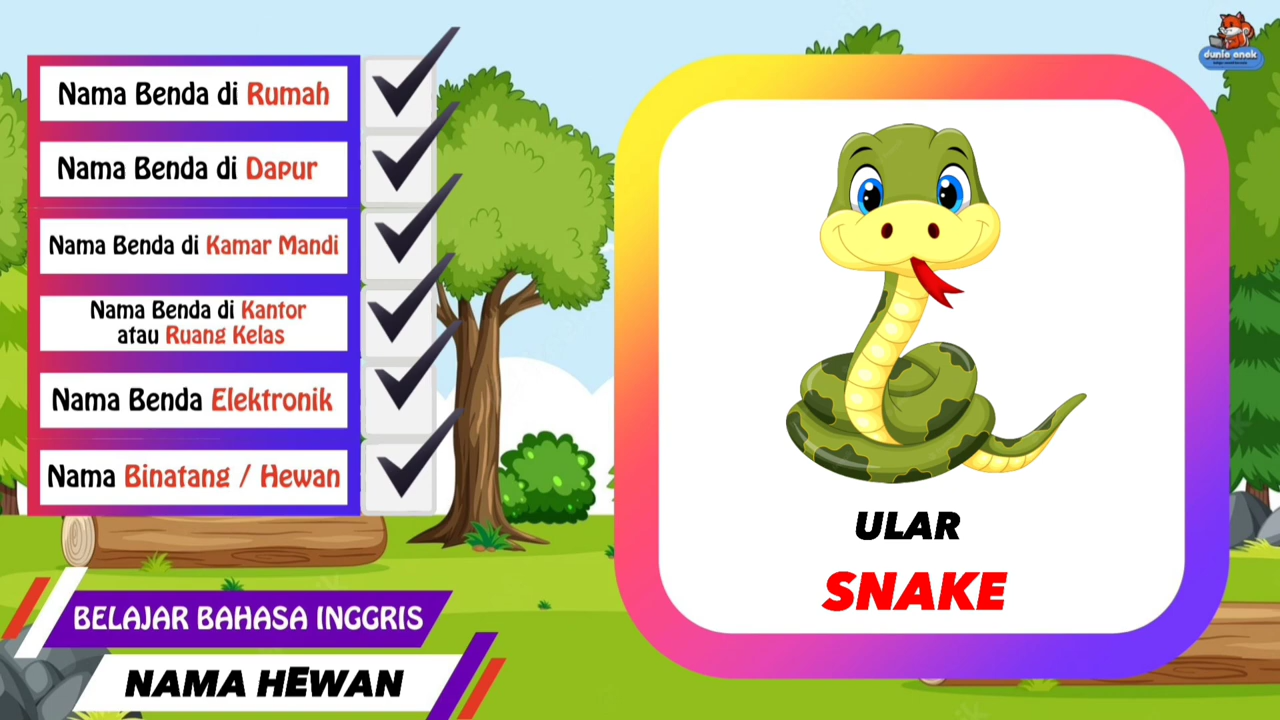 Nama Benda di Rumah
Nama Benda di Dapur
Nama Benda di Kamar Mandi
Nama Benda di Kantor
atau Ruang Kelas
Nama Benda Elektronik
Nama Binatang / Hewan
BELAJAR BAHASA INGGRIS
NAMA HEWAN
dunia anak
ULAR
SNAKE